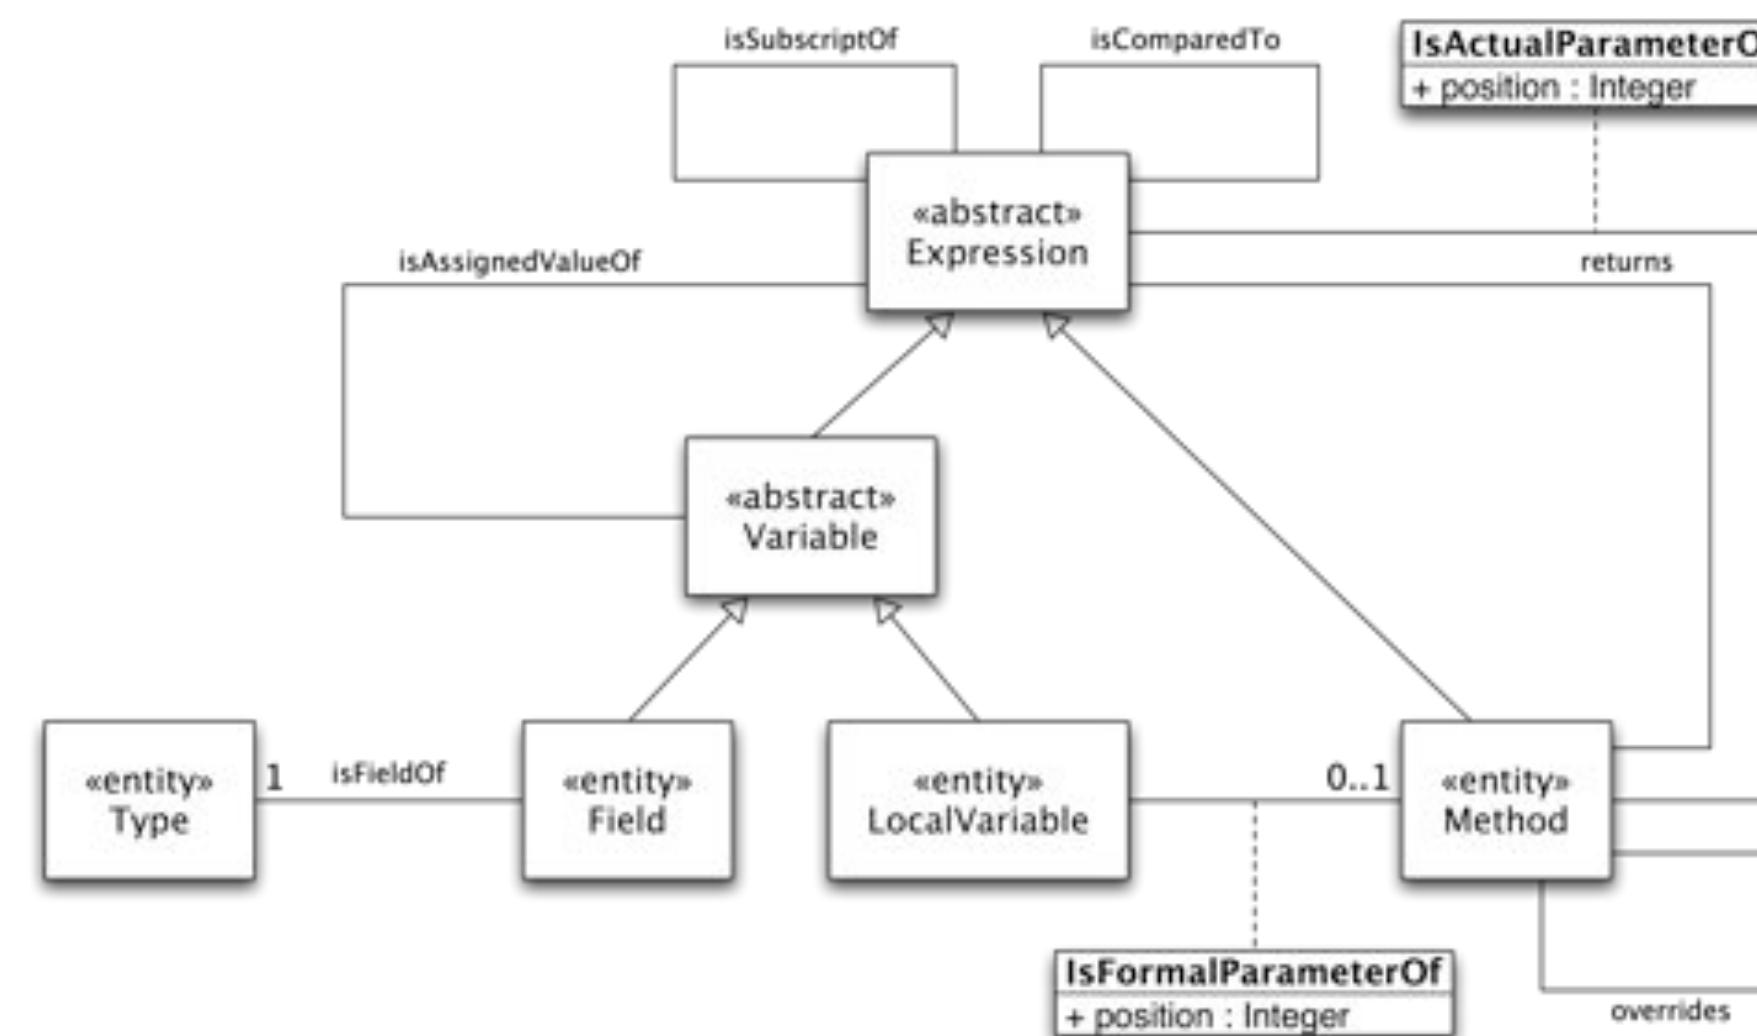 isSubscriptOf
isComparedTo
IsActualParameterO
+ position : Integer
«abstract»
Expression
isAssignedValueOf
returns
«abstract»
Variable
«entity»
Type
1
isFieldOf
«entity»
Field
«entity»
LocalVariable
0..1
«entity»
Method
IsFormalParameterOf
+ position : Integer
overrides